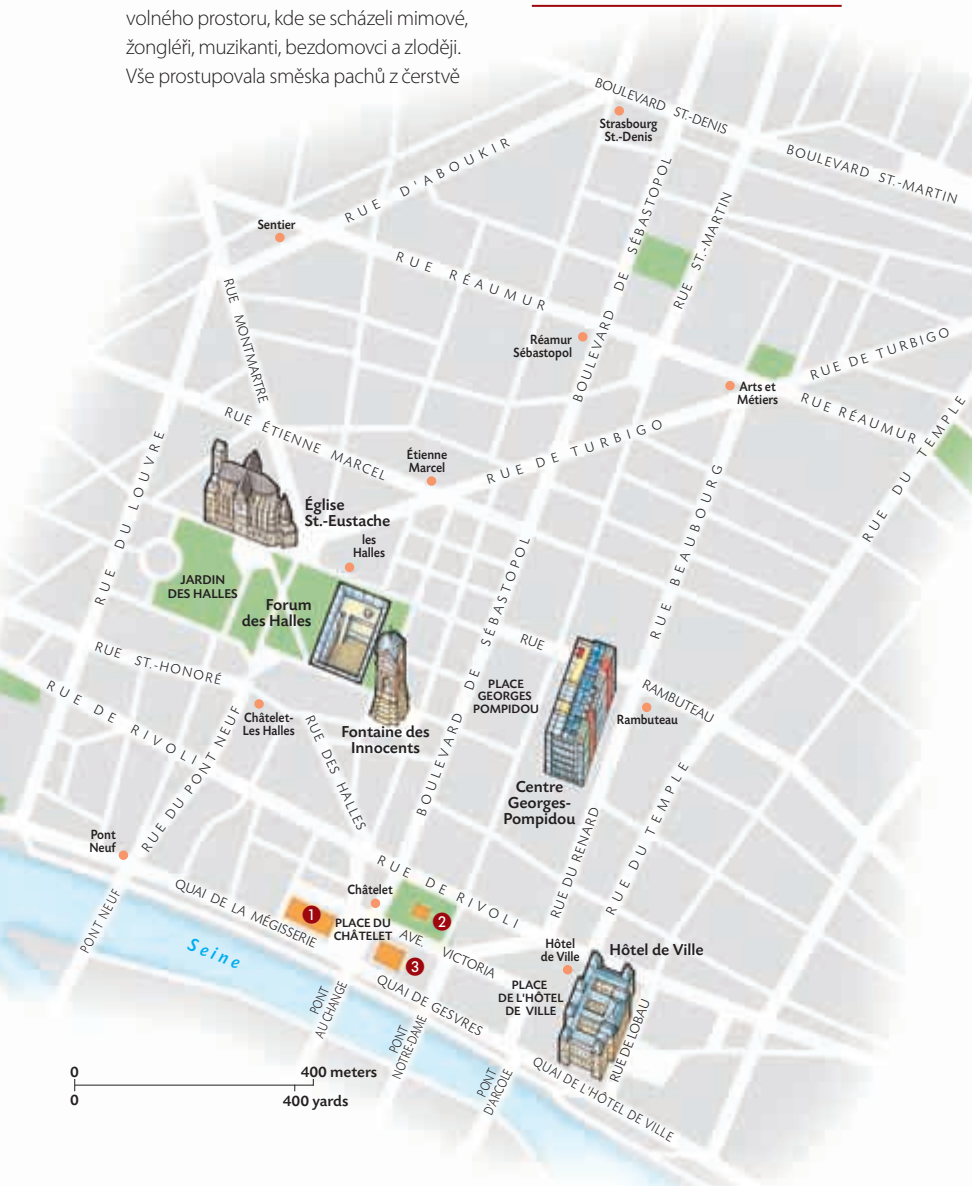 volného prostoru, kde se scházeli mimové,
žongléři, muzikanti, bezdomovci a zloději.
Vše prostupovala směska pachů z čerstvě
BOULEVARD ST.-DENIS
Strasbourg
St.-Denis
BOULEVARD ST.-MARTIN
RUE D'ABOUKIR
Sentier
BOULEVARD DE SÉBASTOPOL
RUE ST.-MARTIN
RUE RÉAUMUR
RUE MONTMARTRE
Réamur
Sébastopol
RUE DE TURBIGO
Arts et
Métiers
RUE RÉAUMUR
RUE DU TEMPLE
RUE ÉTIENNE MARCEL
Étienne
Marcel
RUE DE TURBIGO
RUE DU LOUVRE
Église
St.-Eustache
les
Halles
RUE BEAUBOURG
JARDIN
DES HALLES
Forum
des Halles
BOULEVARD DE SÉBASTOPOL
RUE RAMBUTEAU
RUE ST.-HONORÉ
PLACE
GEORGES
POMPIDOU
Rambuteau
RUE DE RIVOLI
Châtelet-
Les Halles
RUE DES HALLES
Fontaine des
Innocents
RUE DU PONT NEUF
Centre
Georges-
Pompidou
RUE DU TEMPLE
RUE DU RENARD
Pont
Neuf
RUE DE RIVOLI
Châtelet
QUAI DE LA MÉGISSERIE
1
PLACE DU
CHÂTELET
2
AVE. VICTORIA
3
PONT NEUF
Seine
Hôtel
de Ville
Hôtel de Ville
PLACE
DE L'HÔTEL
DE VILLE
QUAI DE GESVRES
PONT
AU CHANGE
PONT
NOTRE-DAME
PONT
D'ARCOLE
RUE DE LOBAU
QUAI DE L'HÔTEL DE VILLE
0 400 meters
0 400 yards